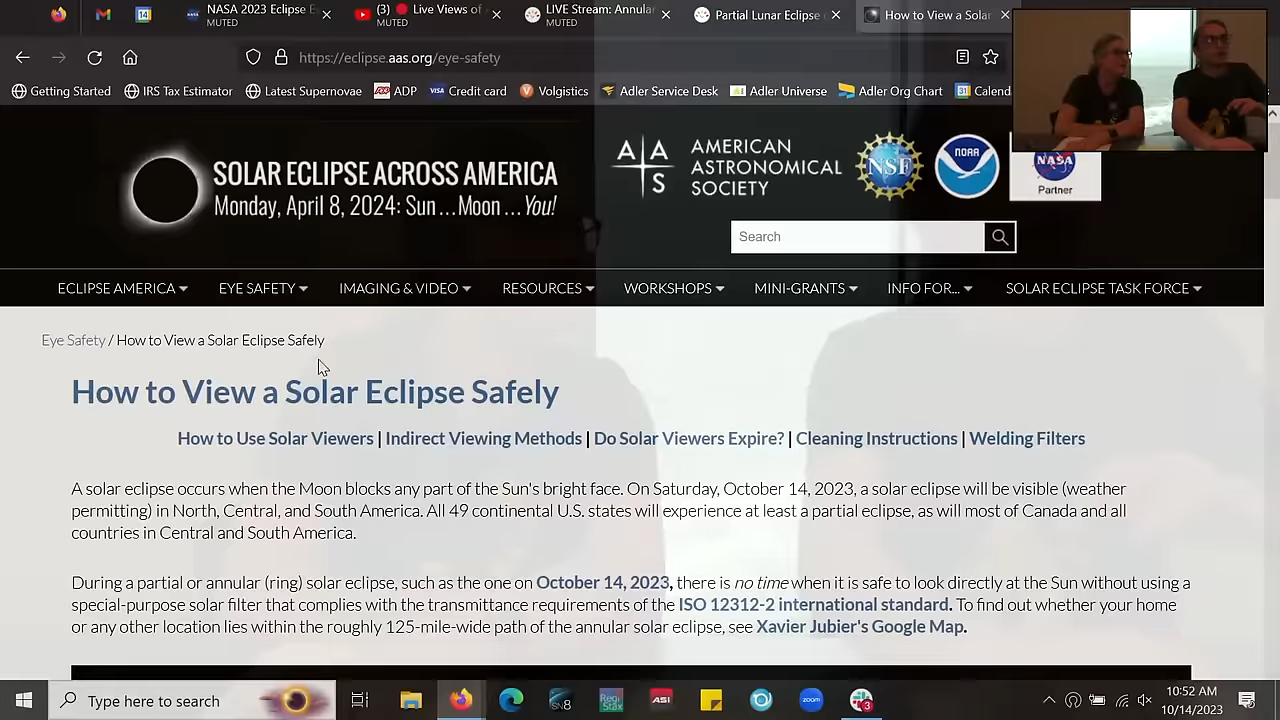 NASA 2023 Eclipse E
MUTED
(3) Live Views of
MUTED
LIVE Stream: Annula
MUTED
Partial Lunar Eclipse
How to View a Solar
https://eclipse.aas.org/eye-safety
Getting Started
IRS Tax Estimator
Latest Supernovae
ADP
Credit card
Volgistics
Adler Service Desk
Adler Universe
Adler Org Chart
Calend
SOLAR ECLIPSE ACROSS AMERICA
Monday, April 8, 2024: Sun ...Moon ...You!
AAS
AMERICAN
ASTRONOMICAL
SOCIETY
NSF
NOAA
NASA
Partner
Search
ECLIPSE AMERICA
EYE SAFETY
IMAGING & VIDEO
RESOURCES
WORKSHOPS
MINI-GRANTS
INFO FOR...
SOLAR ECLIPSE TASK FORCE
Eye Safety / How to View a Solar Eclipse Safely
How to View a Solar Eclipse Safely
How to Use Solar Viewers | Indirect Viewing Methods | Do Solar Viewers Expire? | Cleaning Instructions | Welding Filters
A solar eclipse occurs when the Moon blocks any part of the Sun's bright face. On Saturday, October 14, 2023, a solar eclipse will be visible (weather
permitting) in North, Central, and South America. All 49 continental U.S. states will experience at least a partial eclipse, as will most of Canada and all
countries in Central and South America.
During a partial or annular (ring) solar eclipse, such as the one on October 14, 2023, there is no time when it is safe to look directly at the Sun without using a
special-purpose solar filter that complies with the transmittance requirements of the ISO 12312-2 international standard. To find out whether your home
or any other location lies within the roughly 125-mile-wide path of the annular solar eclipse, see Xavier Jubier's Google Map.
Type here to search
10:52 AM
10/14/2023